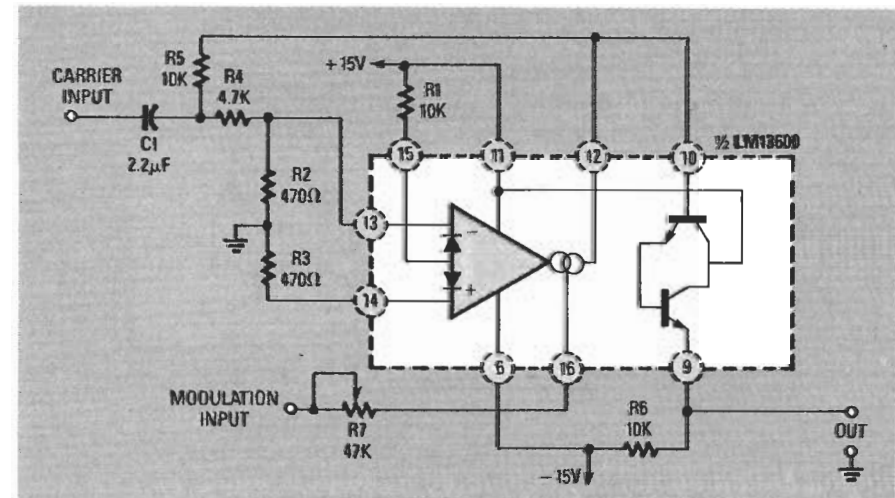 CARRIER
INPUT
C1
2.2µF
R5
10K
R4
4.7K
+15V
R1
10K
½ LM13600
15
11
12
10
R2
470Ω
13
R3
470Ω
14
6
16
9
MODULATION
INPUT
R7
47K
R6
10K
-15V
OUT